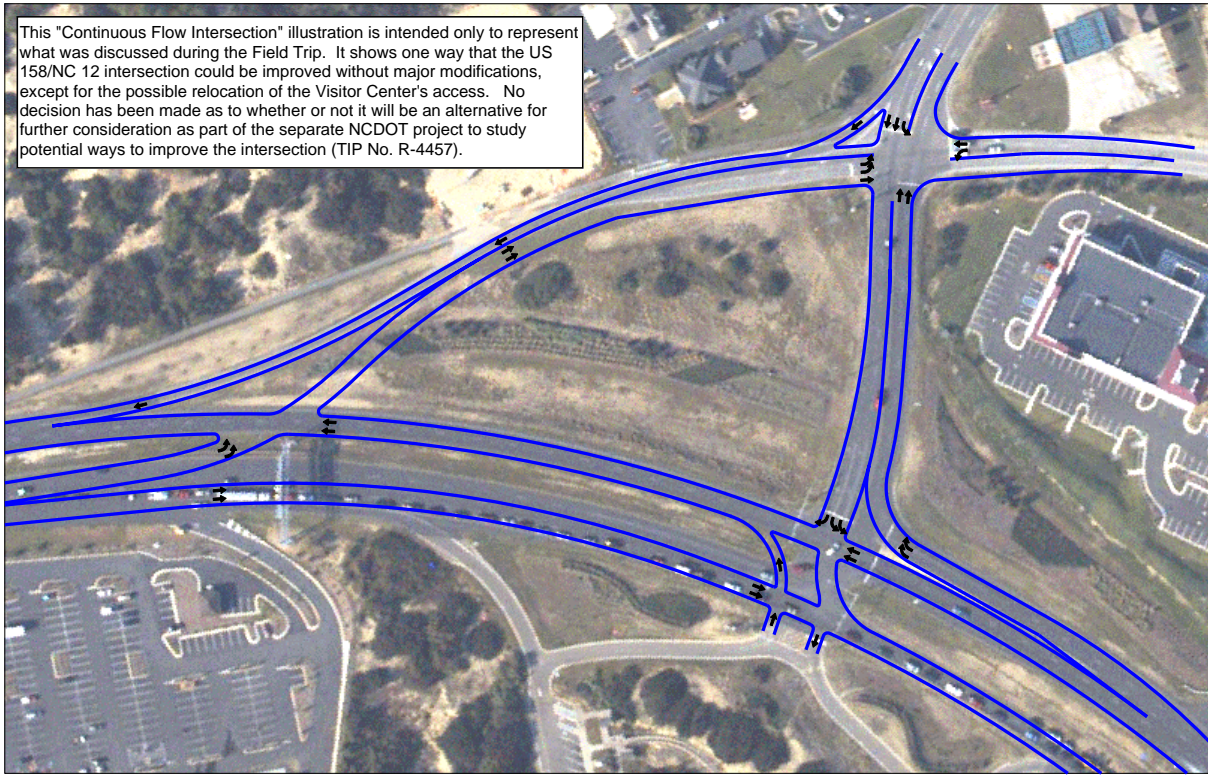 This "Continuous Flow Intersection" illustration is intended only to represent
what was discussed during the Field Trip. It shows one way that the US
158/NC 12 intersection could be improved without major modifications,
except for the possible relocation of the Visitor Center's access. No
decision has been made as to whether or not it will be an alternative for
further consideration as part of the separate NCDOT project to study
potential ways to improve the intersection (TIP No. R-4457).